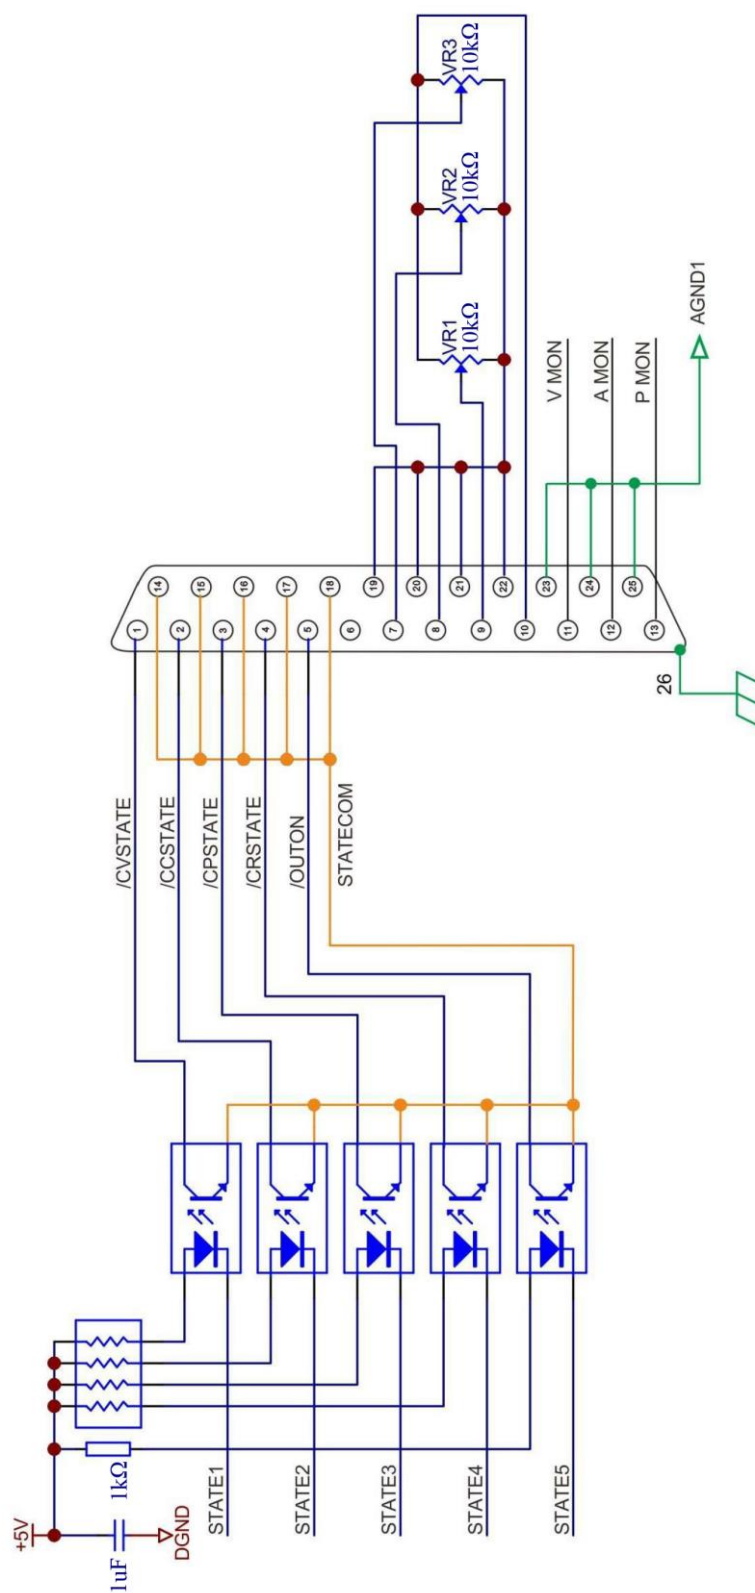 VR3
10kΩ
VR2
10kΩ
VR1
10kΩ
V MON
A MON
P MON
AGND1
14
15
16
17
18
19
20
21
22
23
24
25
1
2
3
4
5
6
7
8
9
10
11
12
13
26
/CVSTATE
/CCSTATE
/CPSTATE
/CRSTATE
/OUTON
STATECOM
1kΩ
STATE1
STATE2
STATE3
STATE4
STATE5
+5V
1uF
DGND